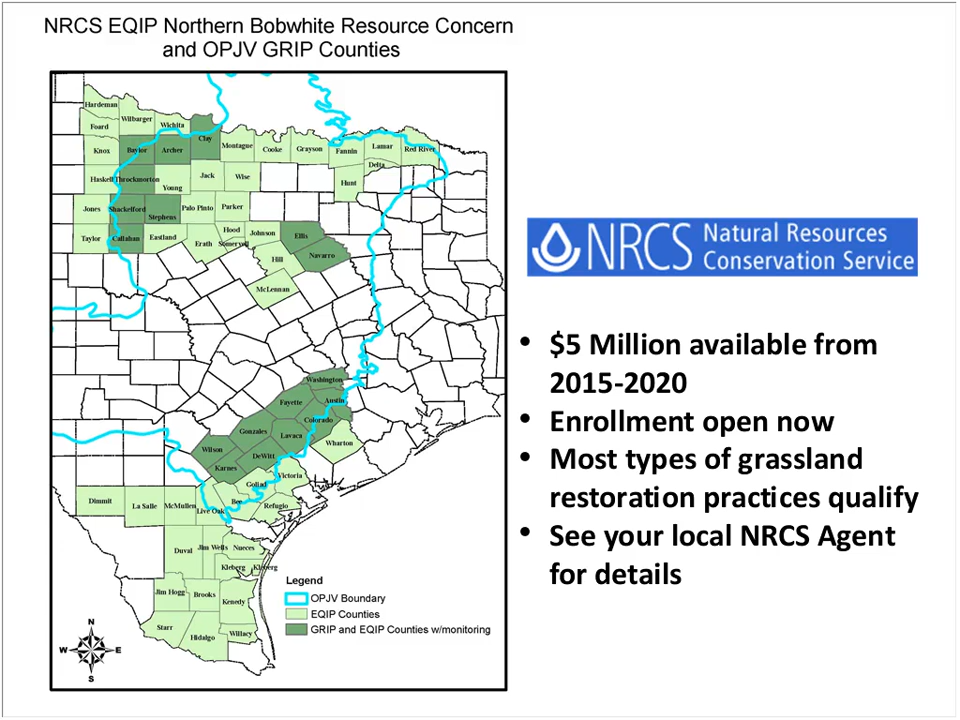 NRCS EQIP Northern Bobwhite Resource Concern
and OPJV GRIP Counties
Hardeman
Wilbarger
Foard
Wichita
Clay
Knox
Baylor
Archer
Montague
Cooke
Grayson
Fannin
Lamar
Red River
Delta
Haskell
Throckmorton
Young
Jack
Wise
Hunt
Jones
Shackelford
Stephens
Palo Pinto
Parker
Taylor
Callahan
Eastland
Erath
Hood
Somervell
Johnson
Ellis
Navarro
Hill
McLennan
Washington
Austin
Fayette
Colorado
Gonzales
Lavaca
Wharton
Wilson
DeWitt
Karnes
Victoria
Goliad
Bee
Refugio
Dimmit
La Salle
McMullen
Live Oak
Duval
Jim Wells
Nueces
Kleberg
Kleberg
Jim Hogg
Brooks
Kenedy
Starr
Hidalgo
Willacy
N
W
E
S
Legend
OPJV Boundary
EQIP Counties
GRIP and EQIP Counties w/monitoring
NRCS
Natural Resources
Conservation Service
• $5 Million available from
2015-2020
• Enrollment open now
• Most types of grassland
restoration practices qualify
• See your local NRCS Agent
for details